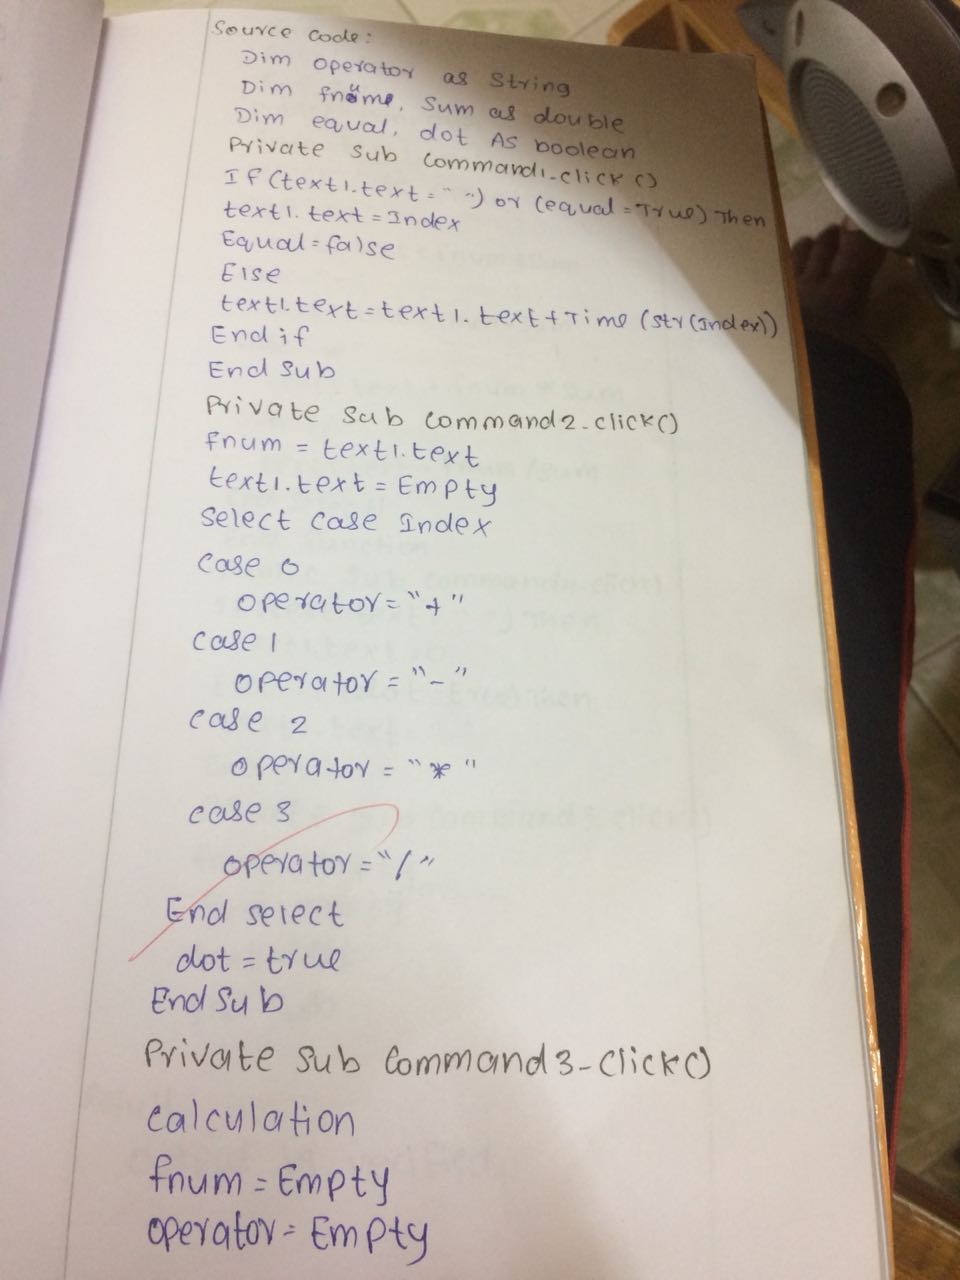 Source Code:
Dim operator as String
Dim fnume, Sum as double
Dim equal, dot As boolean
Private Sub Command1-click()
If (text1.text = " ") or (equal = True) Then
text1.text = Index
Equal = false
Else
text1.text = text1.text + Time (Str(Index))
End if
End Sub
Private Sub Command2-click()
fnum = text1.text
text1.text = Empty
Select case Index
Case 0
operator = "+"
case 1
operator = "-"
case 2
operator = "*"
case 3
operator = "/"
End select
dot = true
End Sub
Private Sub Command3-click()
Calculation
fnum = Empty
operator = Empty